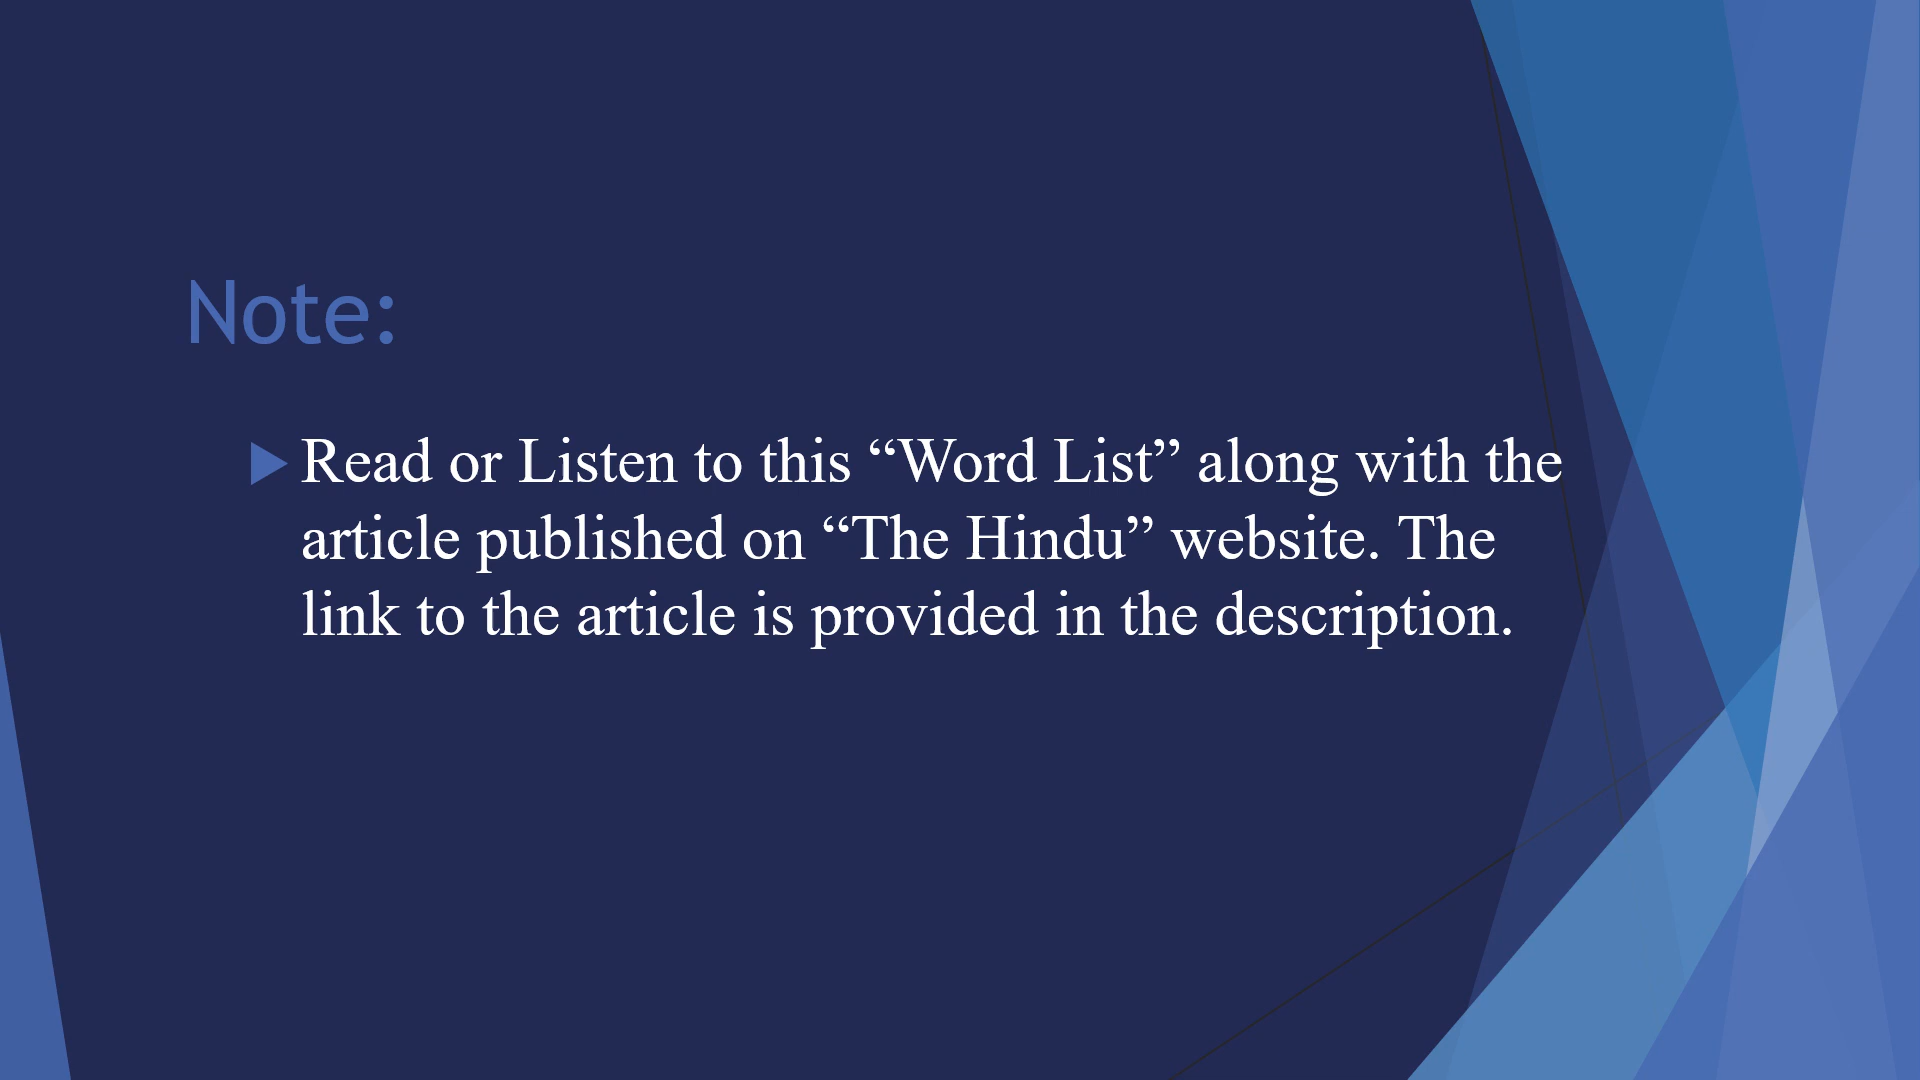 Note:
Read or Listen to this “Word List” along with the
article published on “The Hindu” website. The
link to the article is provided in the description.